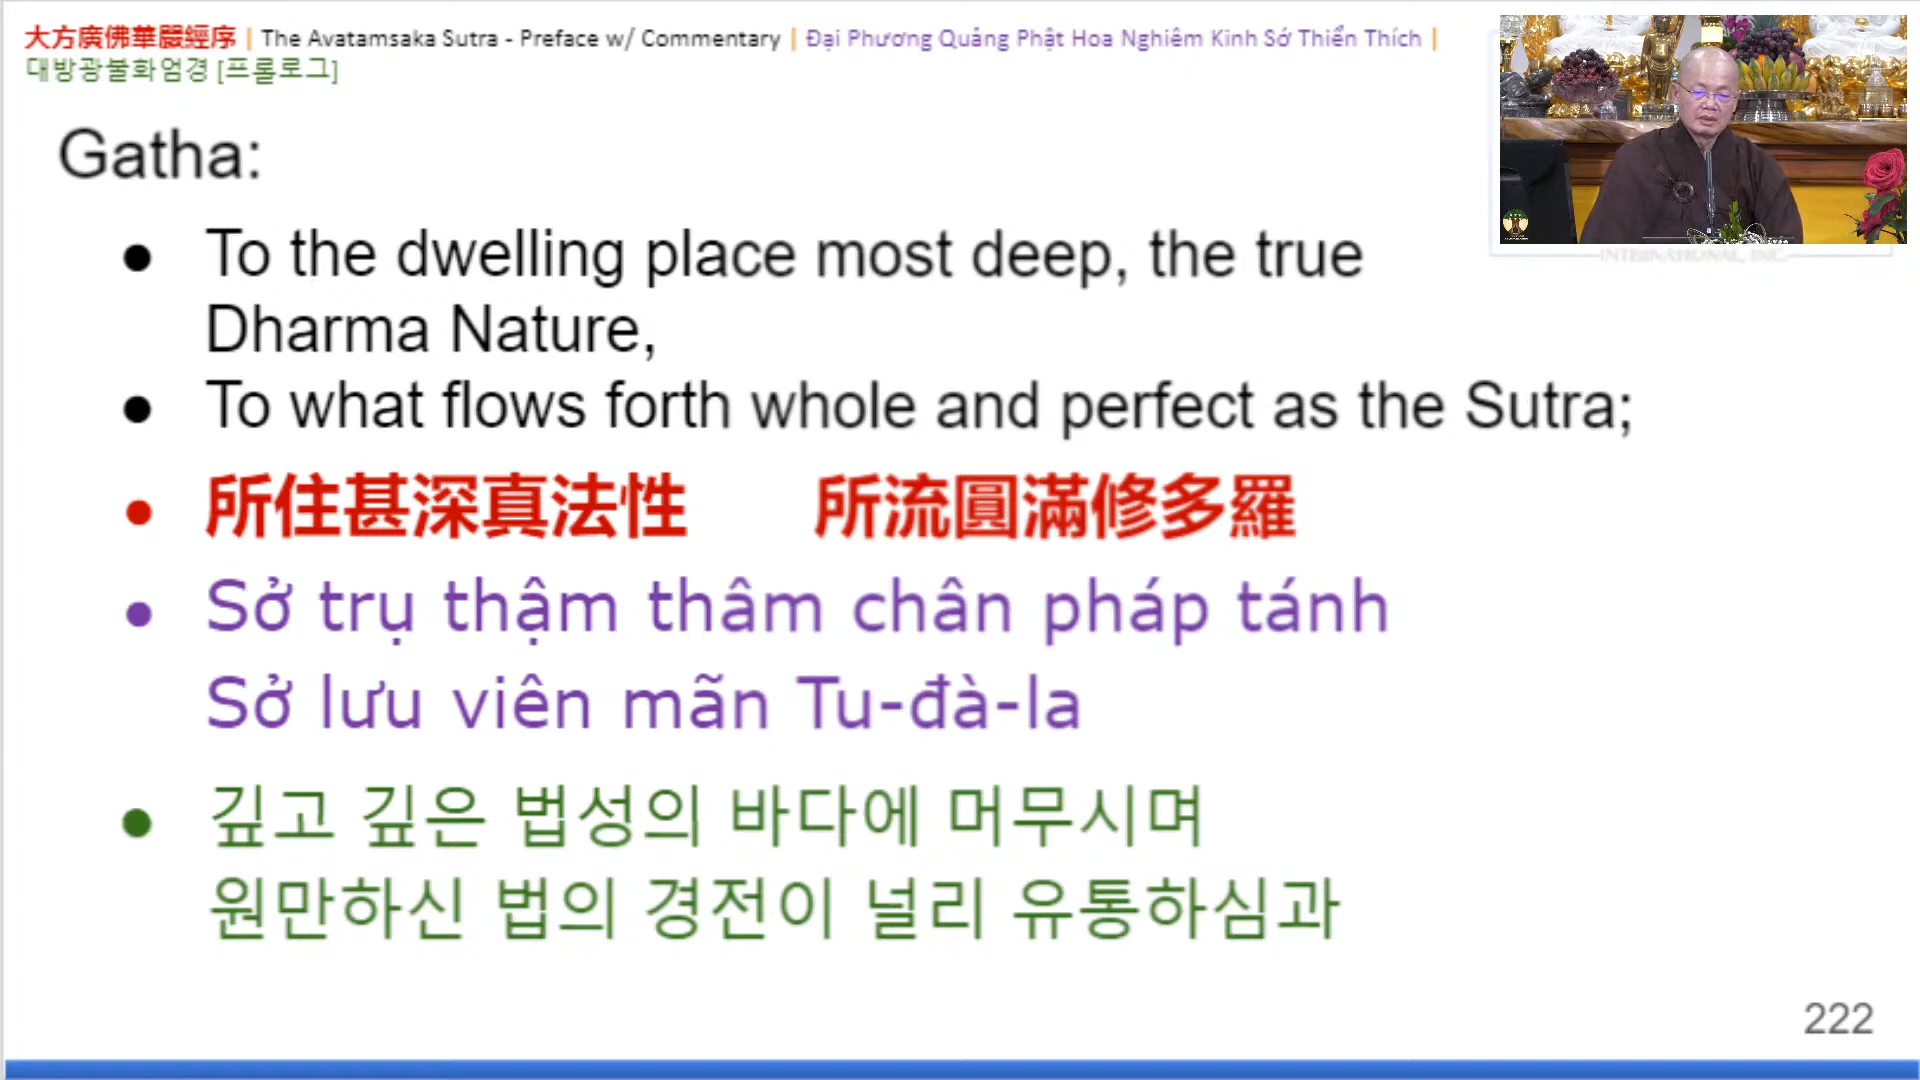 大方廣佛華嚴經序 | The Avatamsaka Sutra - Preface w/ Commentary | Đại Phương Quảng Phật Hoa Nghiêm Kinh Sớ Thiển Thích |
대방광불화엄경 [프롤로그]
Gatha:
● To the dwelling place most deep, the true
Dharma Nature,
● To what flows forth whole and perfect as the Sutra;
● 所住甚深真法性 所流圓滿修多羅
● Sở trụ thậm thâm chân pháp tánh
Sở lưu viên mãn Tu-đà-la
● 깊고 깊은 법성의 바다에 머무시며
원만하신 법의 경전이 널리 유통하심과
INTERNATIONAL, INC.
222